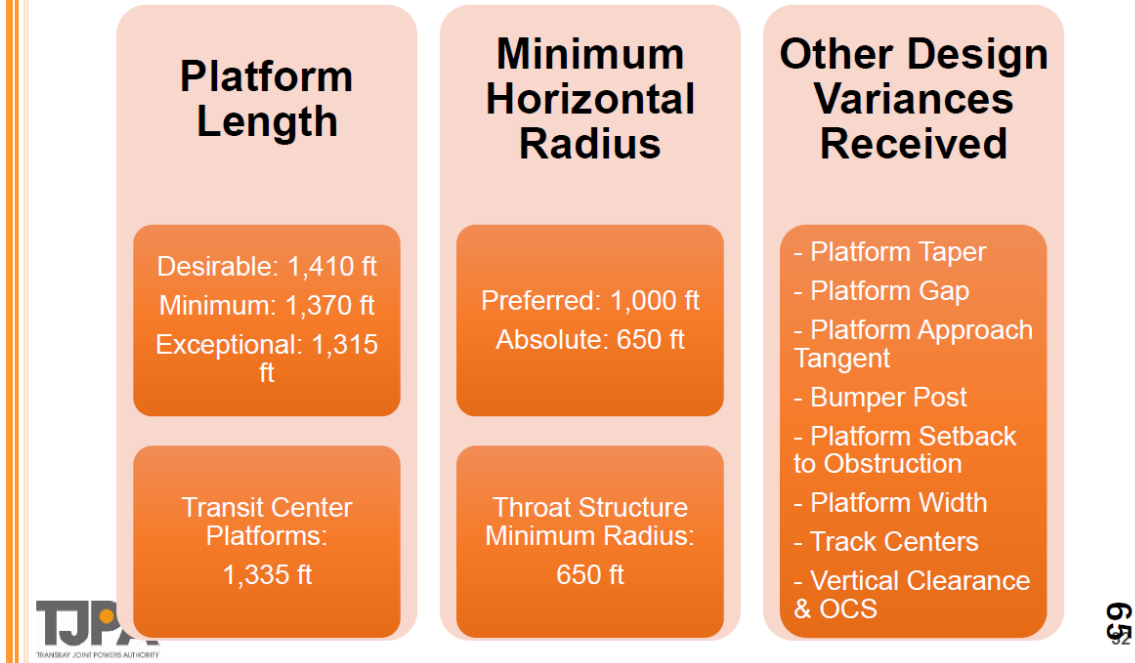 Platform
Length
Desirable: 1,410 ft
Minimum: 1,370 ft
Exceptional: 1,315
ft
Transit Center
Platforms:
1,335 ft
Minimum
Horizontal
Radius
Preferred: 1,000 ft
Absolute: 650 ft
Throat Structure
Minimum Radius:
650 ft
Other Design
Variances
Received
- Platform Taper
- Platform Gap
- Platform Approach
Tangent
- Bumper Post
- Platform Setback
to Obstruction
- Platform Width
- Track Centers
- Vertical Clearance
& OCS
TJPA
TRANSBAY JOINT POWERS AUTHORITY
65
52